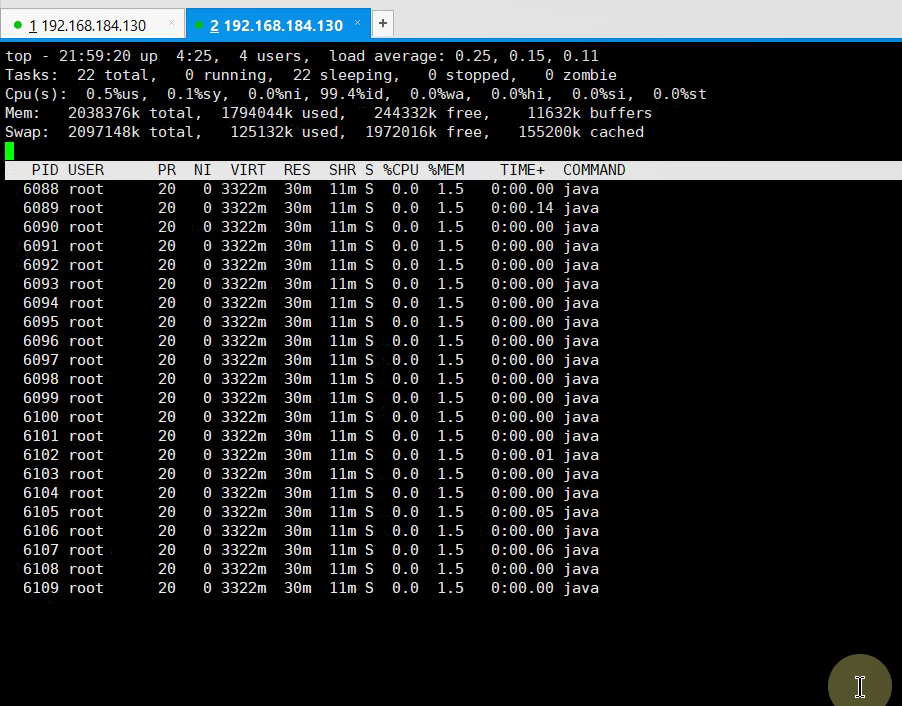 1 192.168.184.130 × 2 192.168.184.130 × +
top - 21:59:20 up  4:25,  4 users,  load average: 0.25, 0.15, 0.11
Tasks:  22 total,   0 running,  22 sleeping,   0 stopped,   0 zombie
Cpu(s):  0.5%us,  0.1%sy,  0.0%ni, 99.4%id,  0.0%wa,  0.0%hi,  0.0%si,  0.0%st
Mem:   2038376k total,  1794044k used,   244332k free,    11632k buffers
Swap:  2097148k total,   125132k used,  1972016k free,   155200k cached
PID USER      PR  NI  VIRT  RES  SHR S %CPU %MEM    TIME+  COMMAND
6088 root      20   0 3322m  30m  11m S  0.0  1.5   0:00.00 java
6089 root      20   0 3322m  30m  11m S  0.0  1.5   0:00.14 java
6090 root      20   0 3322m  30m  11m S  0.0  1.5   0:00.00 java
6091 root      20   0 3322m  30m  11m S  0.0  1.5   0:00.00 java
6092 root      20   0 3322m  30m  11m S  0.0  1.5   0:00.00 java
6093 root      20   0 3322m  30m  11m S  0.0  1.5   0:00.00 java
6094 root      20   0 3322m  30m  11m S  0.0  1.5   0:00.00 java
6095 root      20   0 3322m  30m  11m S  0.0  1.5   0:00.00 java
6096 root      20   0 3322m  30m  11m S  0.0  1.5   0:00.00 java
6097 root      20   0 3322m  30m  11m S  0.0  1.5   0:00.00 java
6098 root      20   0 3322m  30m  11m S  0.0  1.5   0:00.00 java
6099 root      20   0 3322m  30m  11m S  0.0  1.5   0:00.00 java
6100 root      20   0 3322m  30m  11m S  0.0  1.5   0:00.00 java
6101 root      20   0 3322m  30m  11m S  0.0  1.5   0:00.00 java
6102 root      20   0 3322m  30m  11m S  0.0  1.5   0:00.01 java
6103 root      20   0 3322m  30m  11m S  0.0  1.5   0:00.00 java
6104 root      20   0 3322m  30m  11m S  0.0  1.5   0:00.00 java
6105 root      20   0 3322m  30m  11m S  0.0  1.5   0:00.05 java
6106 root      20   0 3322m  30m  11m S  0.0  1.5   0:00.00 java
6107 root      20   0 3322m  30m  11m S  0.0  1.5   0:00.06 java
6108 root      20   0 3322m  30m  11m S  0.0  1.5   0:00.00 java
6109 root      20   0 3322m  30m  11m S  0.0  1.5   0:00.00 java